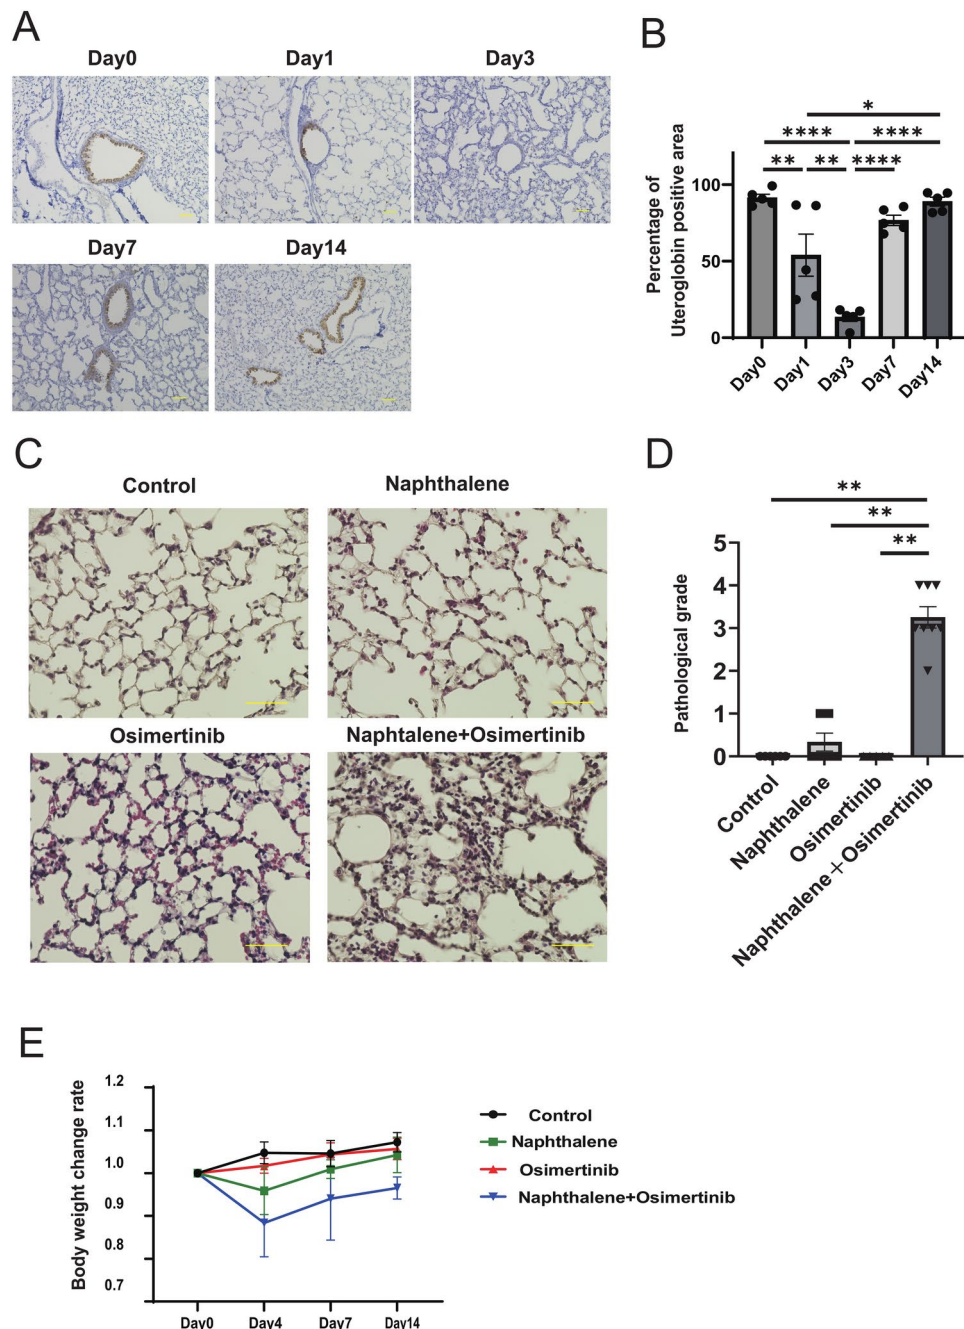 A
Day0 Day1 Day3
Day7 Day14
B
* 
**** ****
** ** ****
Percentage of
Uteroglobin positive area
100
50
0
Day0 Day1 Day3 Day7 Day14
C
Control Naphthalene
Osimertinib Naphtalene+Osimertinib
D
**
**
**
Pathological grade
5
4
3
2
1
0
Control
Naphthalene
Osimertinib
Naphthalene+Osimertinib
E
Body weight change rate
1.2
1.1
1.0
0.9
0.8
0.7
Day0 Day4 Day7 Day14
Control
Naphthalene
Osimertinib
Naphthalene+Osimertinib